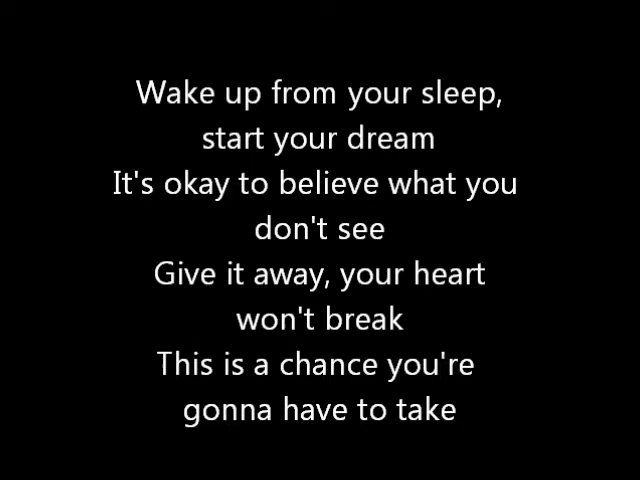 Wake up from your sleep,
start your dream
It's okay to believe what you
don't see
Give it away, your heart
won't break
This is a chance you're
gonna have to take